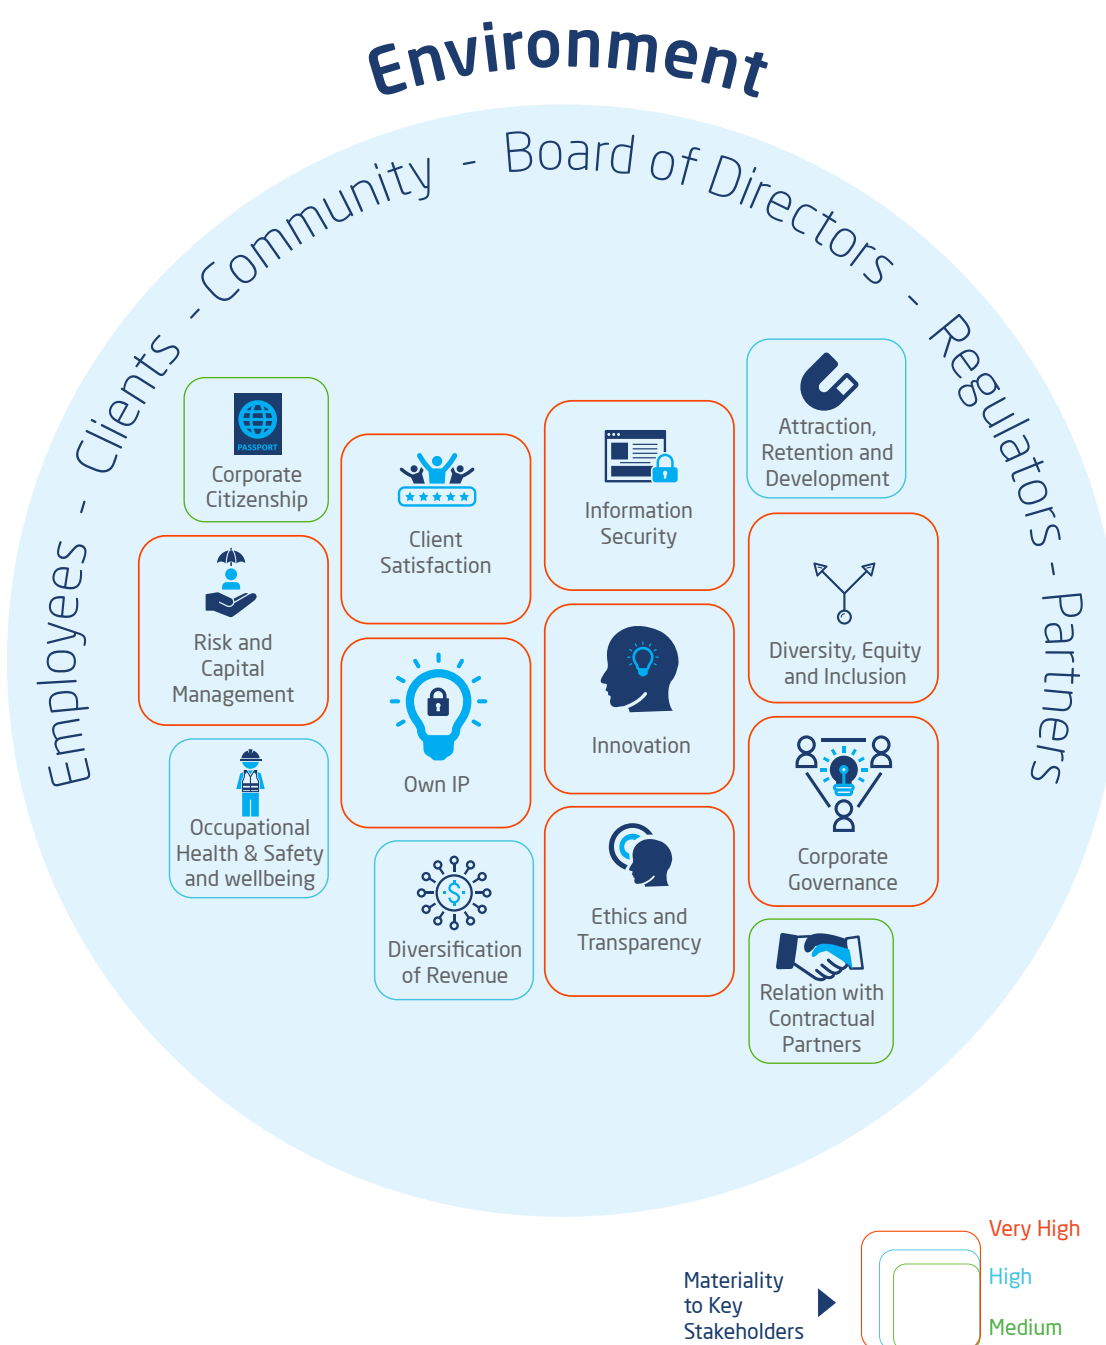 Environment
Employees - Clients - Community - Board of Directors - Regulators - Partners
PASSPORT
Corporate
Citizenship
Client
Satisfaction
Information
Security
Attraction,
Retention and
Development
Risk and
Capital
Management
Own IP
Innovation
Diversity, Equity
and Inclusion
Occupational
Health & Safety
and wellbeing
Diversification
of Revenue
Ethics and
Transparency
Corporate
Governance
Relation with
Contractual
Partners
Materiality
to Key
Stakeholders
Very High
High
Medium